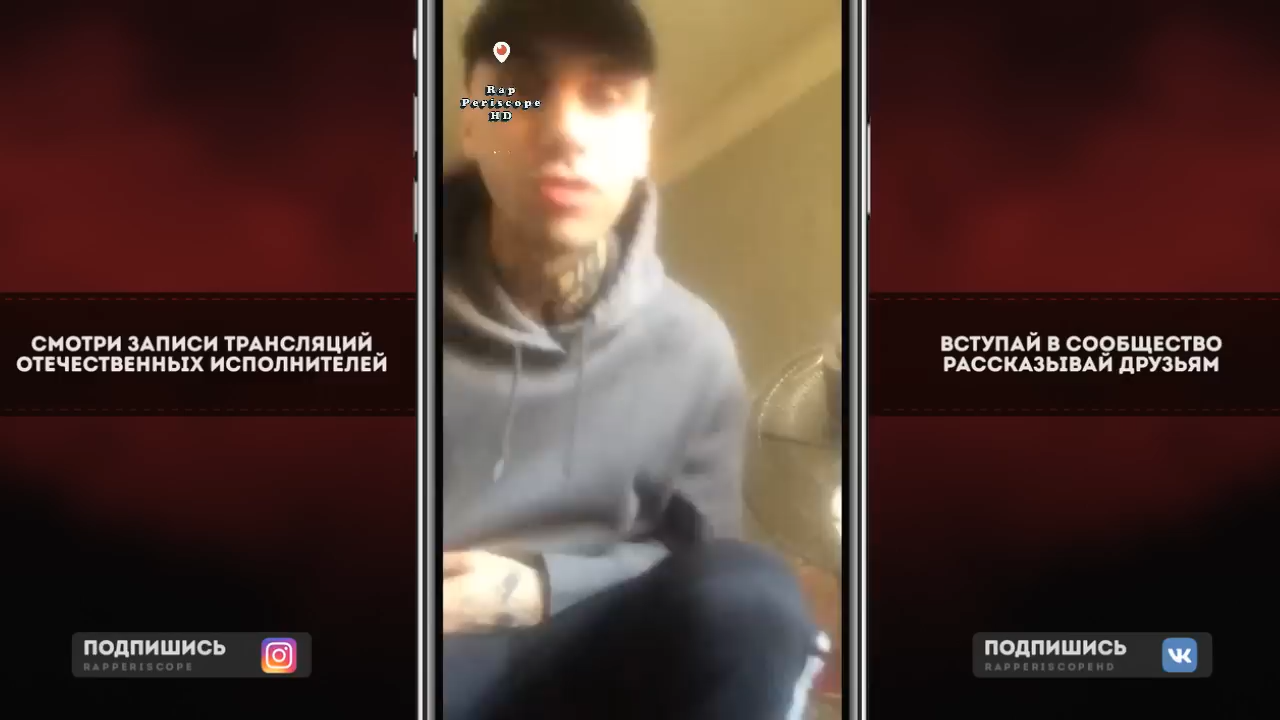 Rap
Periscope
HD
СМОТРИ ЗАПИСИ ТРАНСЛЯЦИЙ
ОТЕЧЕСТВЕННЫХ ИСПОЛНИТЕЛЕЙ
ВСТУПАЙ В СООБЩЕСТВО
РАССКАЗЫВАЙ ДРУЗЬЯМ
ПОДПИШИСЬ
RAPPERISCOPE
ПОДПИШИСЬ
RAPPERISCOPEHD